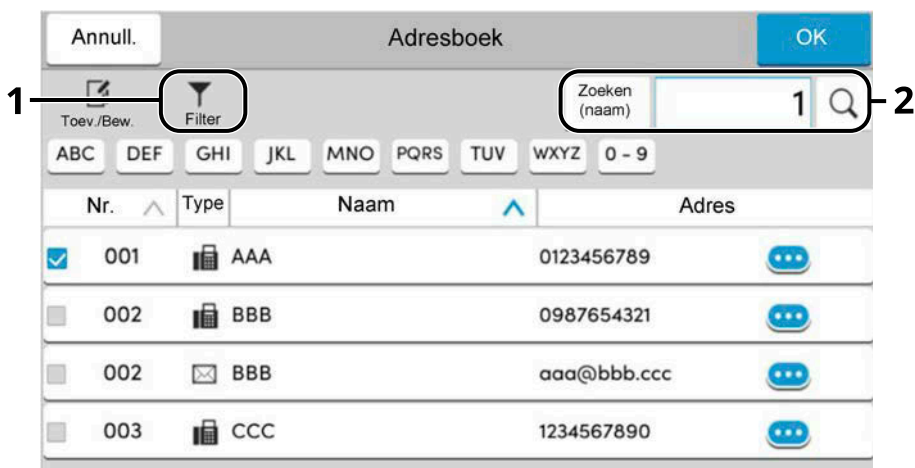 Annull. Adresboek OK
1 Toev./Bew. Filter Zoeken (naam) 1 2
ABC DEF GHI JKL MNO PQRS TUV WXYZ 0 - 9
Nr. Type Naam Adres
001 AAA 0123456789
002 BBB 0987654321
002 BBB aaa@bbb.ccc
003 CCC 1234567890